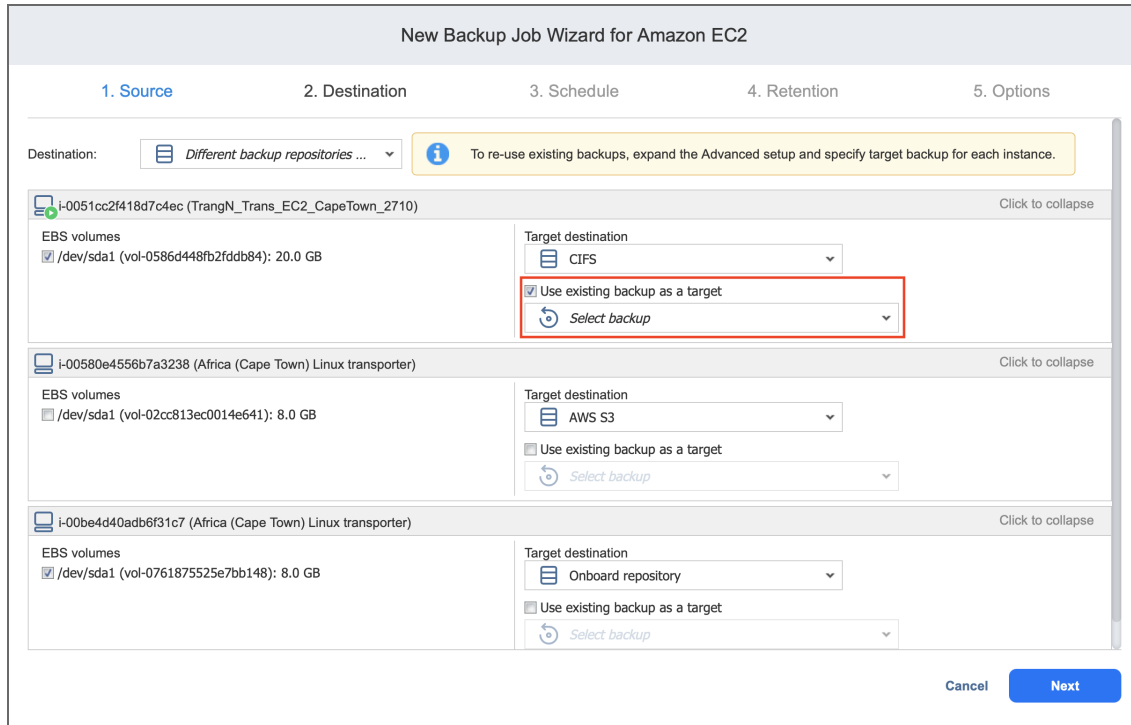 New Backup Job Wizard for Amazon EC2
1. Source 2. Destination 3. Schedule 4. Retention 5. Options
Destination: Different backup repositories ... To re-use existing backups, expand the Advanced setup and specify target backup for each instance.
i-0051cc2f418d7c4ec (TrangN_Trans_EC2_CapeTown_2710) Click to collapse
EBS volumes Target destination
/dev/sda1 (vol-0586d448fb2fddb84): 20.0 GB CIFS
Use existing backup as a target
Select backup
i-00580e4556b7a3238 (Africa (Cape Town) Linux transporter) Click to collapse
EBS volumes Target destination
/dev/sda1 (vol-02cc813ec0014e641): 8.0 GB AWS S3
Use existing backup as a target
Select backup
i-00be4d40adb6f31c7 (Africa (Cape Town) Linux transporter) Click to collapse
EBS volumes Target destination
/dev/sda1 (vol-0761875525e7bb148): 8.0 GB Onboard repository
Use existing backup as a target
Select backup
Cancel Next